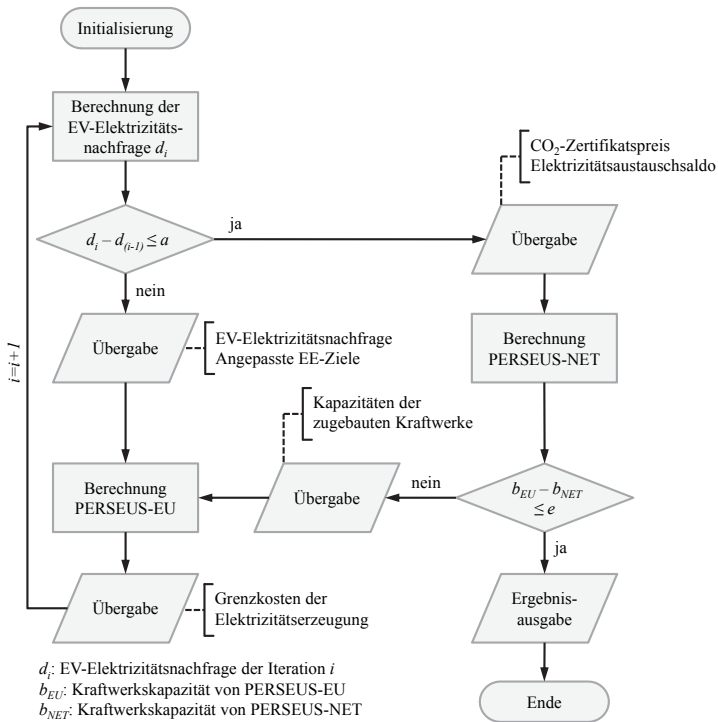 Initialisierung
Berechnung der
EV-Elektrizitäts-
nachfrage d_i
d_i – d_(i-1) ≤ a
ja
CO₂-Zertifikatspreis
Elektrizitätsaustauschsaldo
Übergabe
nein
Übergabe
EV-Elektrizitätsnachfrage
Angepasste EE-Ziele
Berechnung
PERSEUS-NET
i=i+1
Kapazitäten der
zugebauten Kraftwerke
Berechnung
PERSEUS-EU
Übergabe
nein
b_EU – b_NET
≤ e
ja
Übergabe
Grenzkosten der
Elektrizitätserzeugung
Ergebnis-
ausgabe
Ende
d_i: EV-Elektrizitätsnachfrage der Iteration i
b_EU: Kraftwerkskapazität von PERSEUS-EU
b_NET: Kraftwerkskapazität von PERSEUS-NET